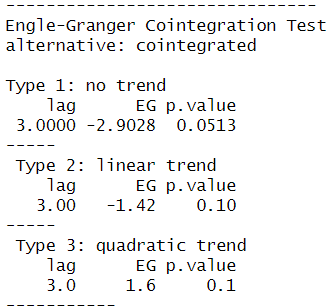 -------------------------------
Engle-Granger Cointegration Test
alternative: cointegrated
Type 1: no trend
lag EG p.value
3.0000 -2.9028 0.0513
-----
Type 2: linear trend
lag EG p.value
3.00 -1.42 0.10
-----
Type 3: quadratic trend
lag EG p.value
3.0 1.6 0.1
-----------